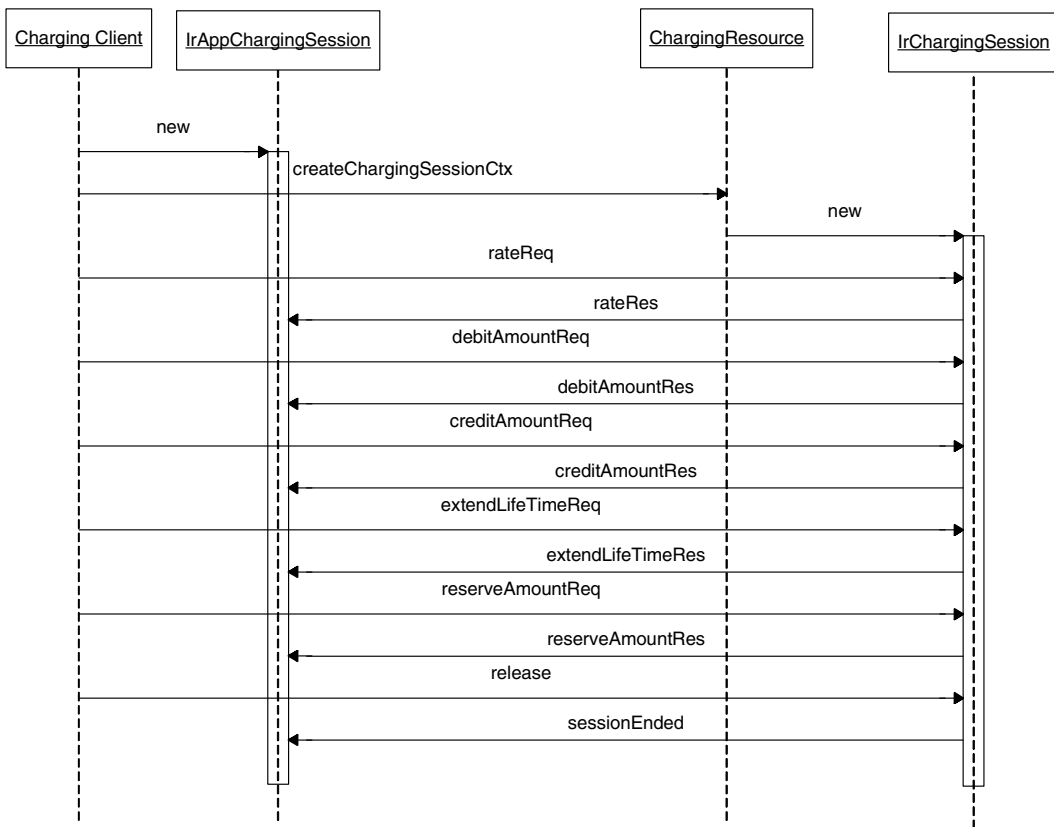 Charging Client
IrAppChargingSession
ChargingResource
IrChargingSession
new
createChargingSessionCtx
new
rateReq
rateRes
debitAmountReq
debitAmountRes
creditAmountReq
creditAmountRes
extendLifeTimeReq
extendLifeTimeRes
reserveAmountReq
reserveAmountRes
release
sessionEnded